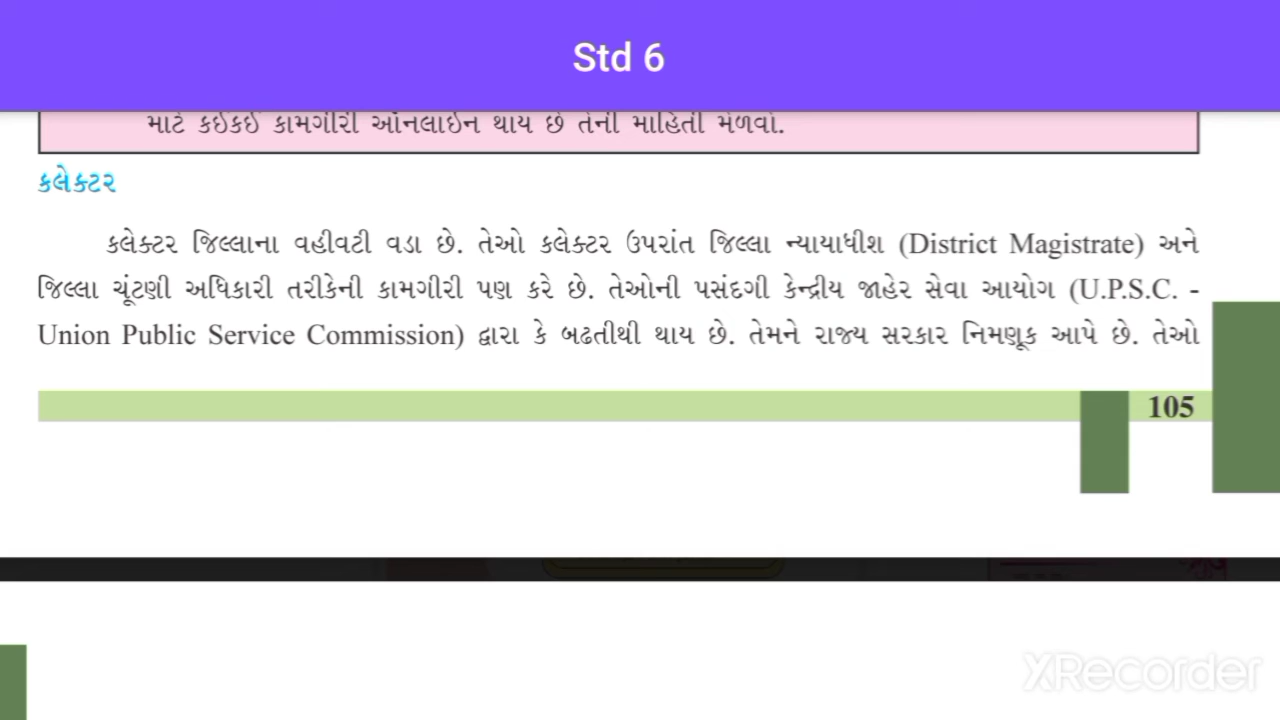 Std 6
માટે કઈકઈ કામગીરી ઑનલાઈન થાય છે તેની માહિતી મેળવો.
કલેક્ટર
કલેક્ટર જિલ્લાના વહીવટી વડા છે. તેઓ કલેક્ટર ઉપરાંત જિલ્લા ન્યાયાધીશ (District Magistrate) અને
જિલ્લા ચૂંટણી અધિકારી તરીકેની કામગીરી પણ કરે છે. તેઓની પસંદગી કેન્દ્રીય જાહેર સેવા આયોગ (U.P.S.C. -
Union Public Service Commission) દ્વારા કે બઢતીથી થાય છે. તેમને રાજ્ય સરકાર નિમણૂક આપે છે. તેઓ
105
XRecorder